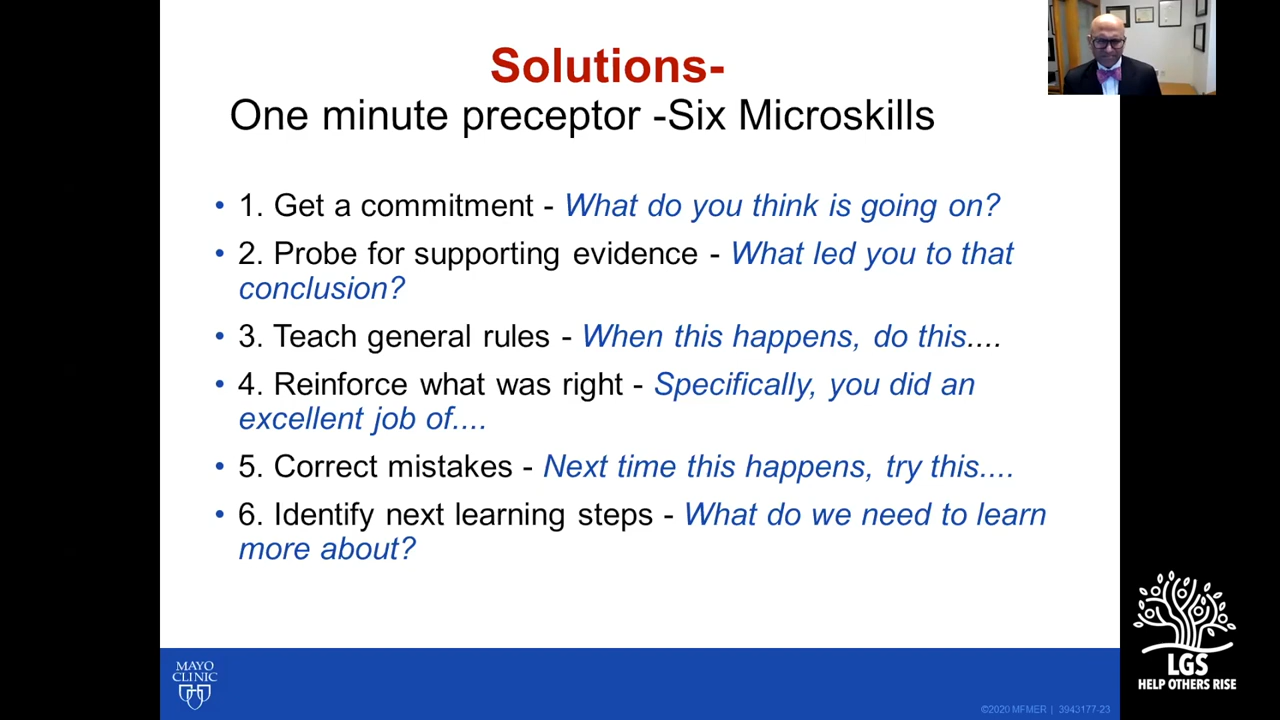 Solutions-
One minute preceptor -Six Microskills
• 1. Get a commitment - What do you think is going on?
• 2. Probe for supporting evidence - What led you to that
conclusion?
• 3. Teach general rules - When this happens, do this....
• 4. Reinforce what was right - Specifically, you did an
excellent job of....
• 5. Correct mistakes - Next time this happens, try this....
• 6. Identify next learning steps - What do we need to learn
more about?
MAYO
CLINIC
©2020 MFMER | 3943177-23
LGS
HELP OTHERS RISE